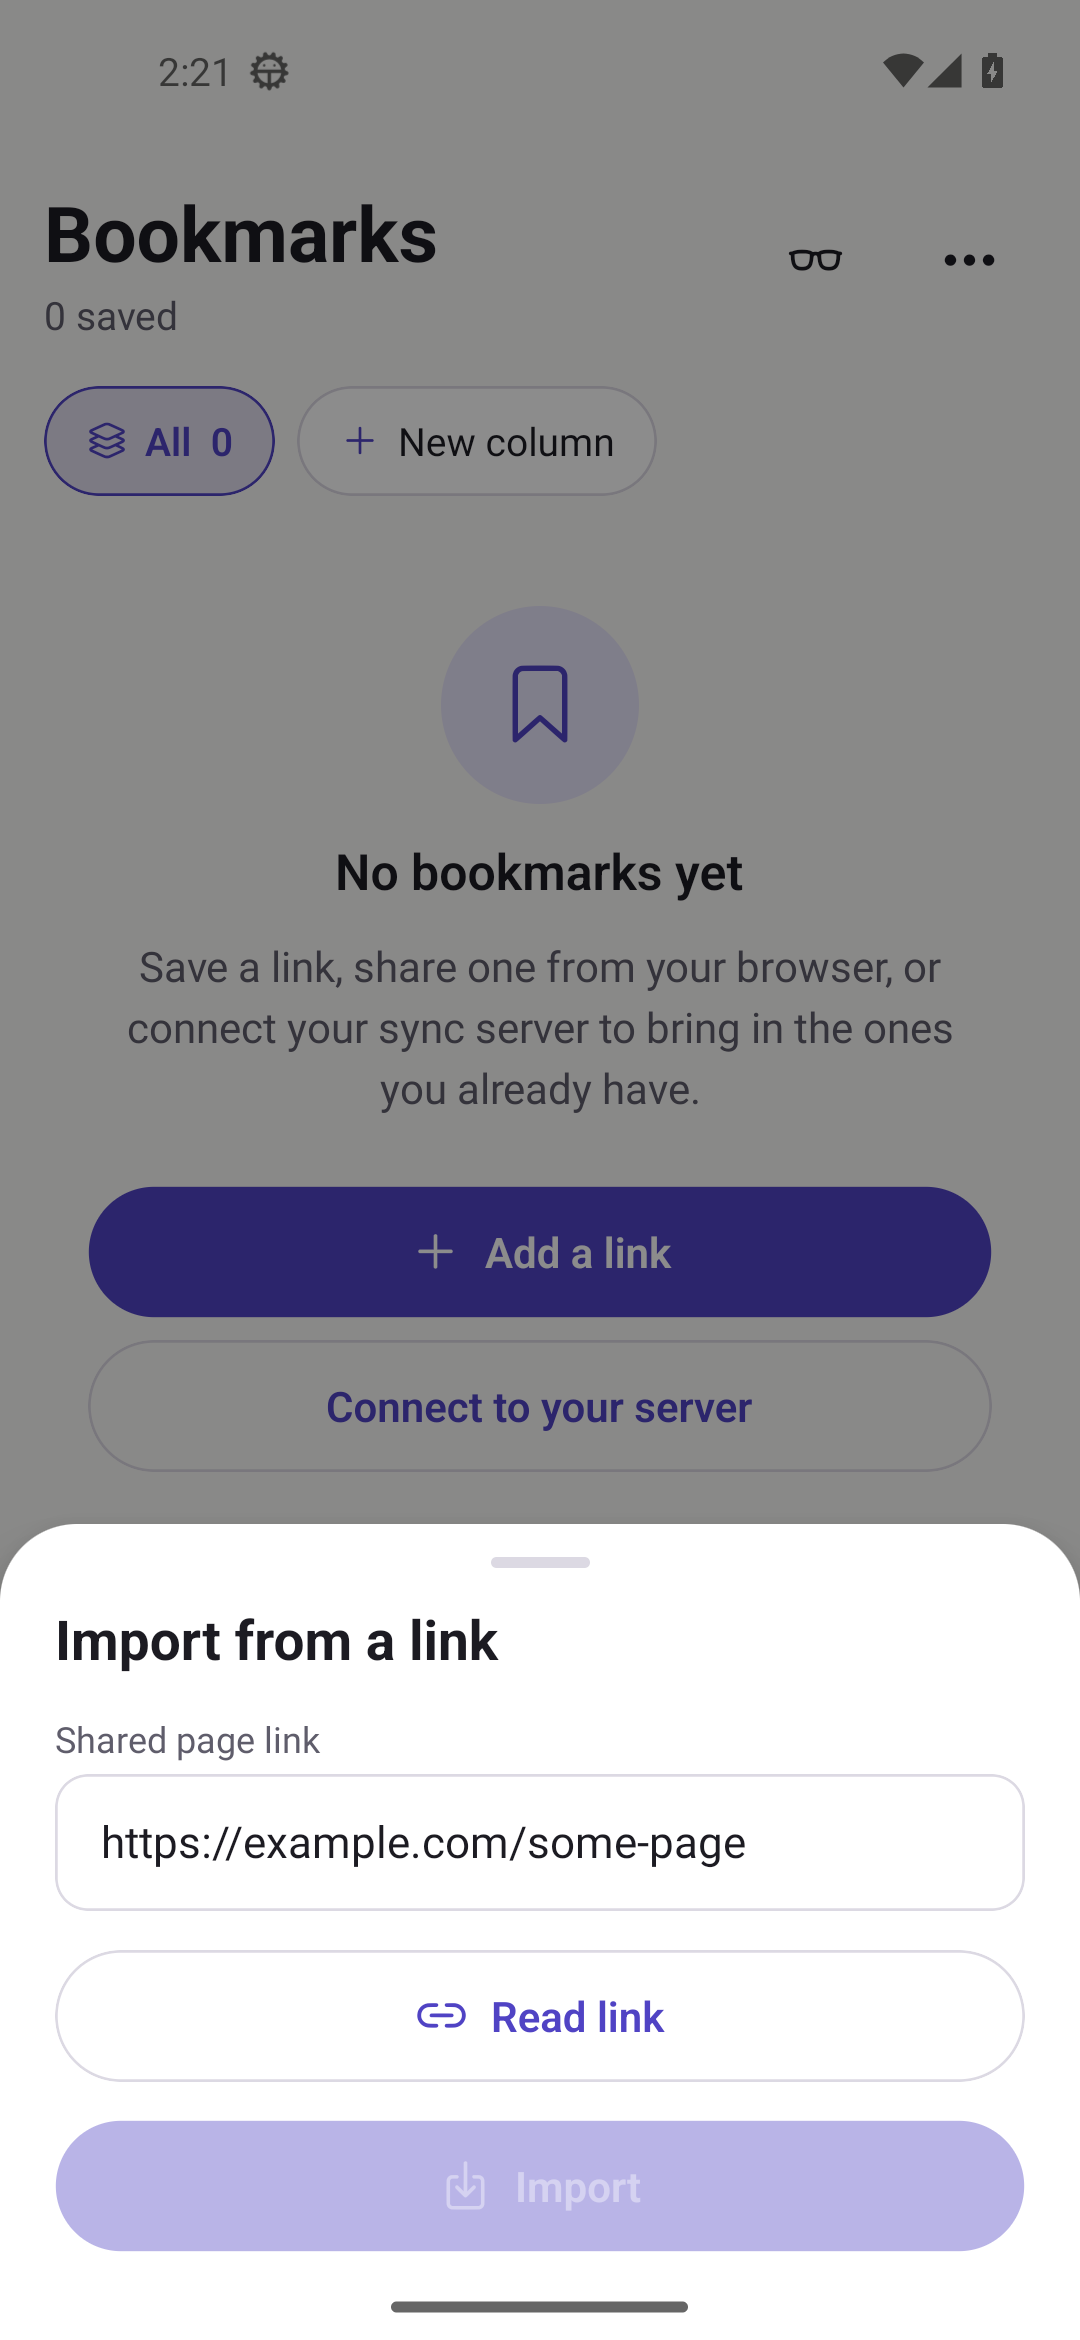 2:21
Bookmarks
0 saved
All 0
New column
No bookmarks yet
Save a link, share one from your browser, or
connect your sync server to bring in the ones
you already have.
Add a link
Connect to your server
Import from a link
Shared page link
https://example.com/some-page
Read link
Import